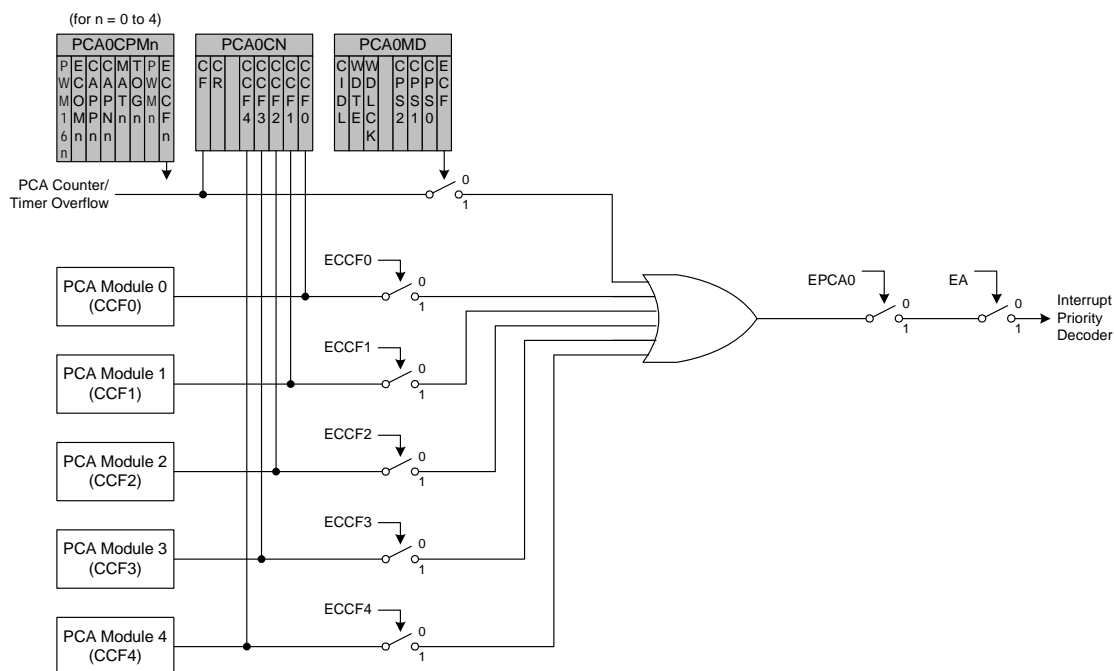 (for n = 0 to 4)
PCA0CPMn
PWM16n
ECOMn
CAPPn
CAPNn
MATn
TOGn
PWMn
ECCFn
PCA0CN
CF
CR
CCF4
CCF3
CCF2
CCF1
CCF0
PCA0MD
CIDL
WDTE
WDLCK
CPS2
CPS1
CPS0
ECF
PCA Counter/
Timer Overflow
0
1
PCA Module 0
(CCF0)
ECCF0
0
1
EPCA0
0
1
EA
0
1
Interrupt
Priority
Decoder
PCA Module 1
(CCF1)
ECCF1
0
1
PCA Module 2
(CCF2)
ECCF2
0
1
PCA Module 3
(CCF3)
ECCF3
0
1
PCA Module 4
(CCF4)
ECCF4
0
1